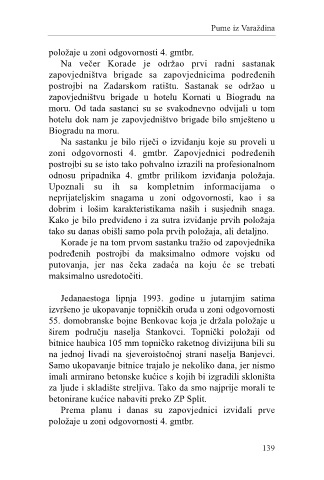 Pume iz Varaždina
položaje u zoni odgovornosti 4. gmtbr.
Na večer Korade je održao prvi radni sastanak
zapovjedništva brigade sa zapovjednicima podređenih
postrojbi na Zadarskom ratištu. Sastanak se održao u
zapovjedništvu brigade u hotelu Kornati u Biogradu na
moru. Od tada sastanci su se svakodnevno odvijali u tom
hotelu dok nam je zapovjedništvo brigade bilo smješteno u
Biogradu na moru.
Na sastanku je bilo riječi o izviđanju koje su proveli u
zoni odgovornosti 4. gmtbr. Zapovjednici podređenih
postrojbi su se isto tako pohvalno izrazili na profesionalnom
odnosu pripadnika 4. gmtbr prilikom izviđanja položaja.
Upoznali su ih sa kompletnim informacijama o
neprijateljskim snagama u zoni odgovornosti, kao i sa
dobrim i lošim karakteristikama naših i susjednih snaga.
Kako je bilo predviđeno i za sutra izviđanje prvih položaja
tako su danas obišli samo pola prvih položaja, ali detaljno.
Korade je na tom prvom sastanku tražio od zapovjednika
podređenih postrojbi da maksimalno odmore vojsku od
putovanja, jer nas čeka zadaća na koju će se trebati
maksimalno usredotočiti.
Jedanaestoga lipnja 1993. godine u jutarnjim satima
izvršeno je ukopavanje topničkih oruđa u zoni odgovornosti
55. domobranske bojne Benkovac koja je držala položaje u
širem području naselja Stankovci. Topnički položaji od
bitnice haubica 105 mm topničko raketnog divizijuna bili su
na jednoj livadi na sjeveroistočnoj strani naselja Banjevci.
Samo ukopavanje bitnice trajalo je nekoliko dana, jer nismo
imali armirano betonske kućice s kojih bi izgradili skloništa
za ljude i skladište streljiva. Tako da smo najprije morali te
betonirane kućice nabaviti preko ZP Split.
Prema planu i danas su zapovjednici izviđali prve
položaje u zoni odgovornosti 4. gmtbr.
139